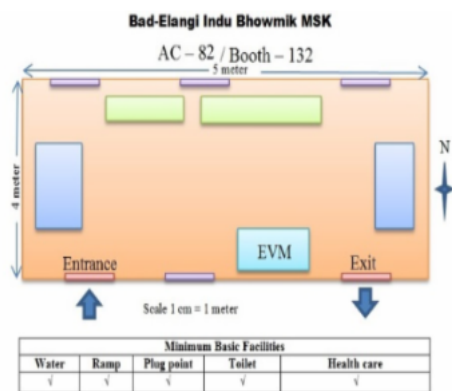 Bad-Elangi Indu Bhowmik MSK
AC – 82 / Booth – 132
5 meter
4 meter
N
EVM
Entrance
Exit
Scale 1 cm = 1 meter
Minimum Basic Facilities
Water Ramp Plug point Toilet Health care
√ √ √ √ √